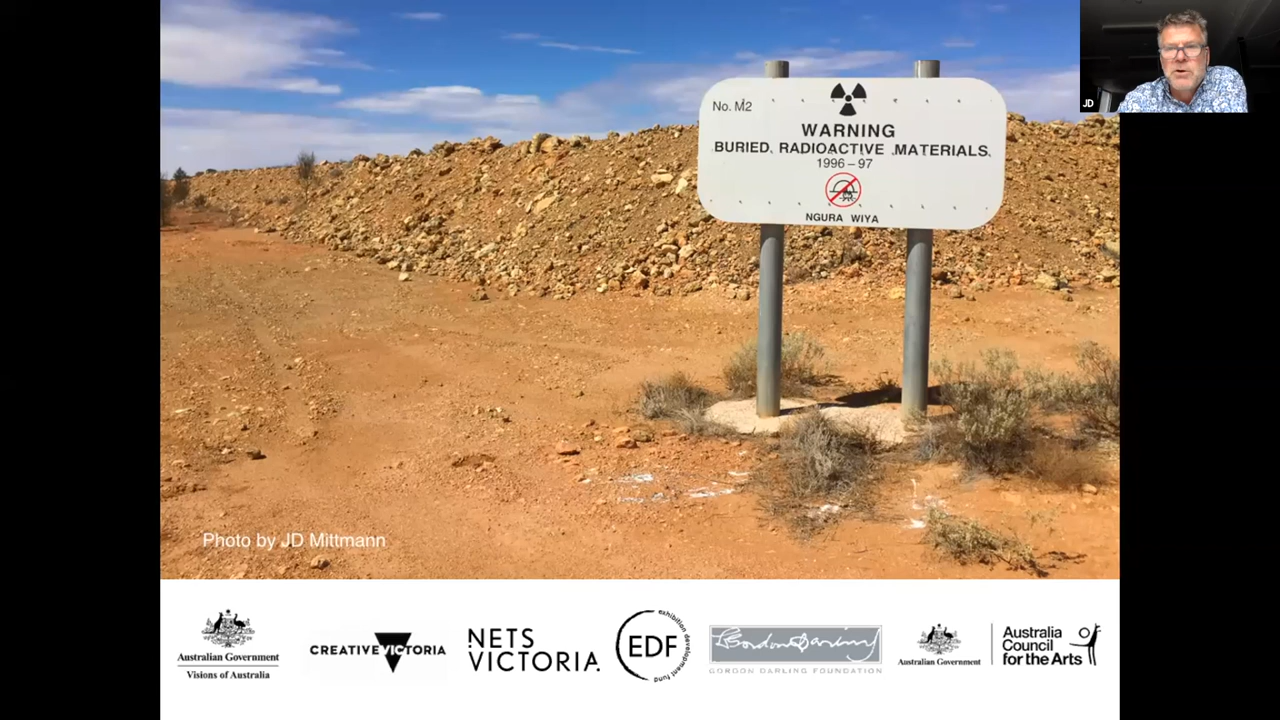 No. M2
WARNING
BURIED RADIOACTIVE MATERIALS
1996 – 97
NGURA WIYA
JD
Photo by JD Mittmann
Australian Government
Visions of Australia
CREATIVE VICTORIA
NETS
VICTORIA
EDF
exhibition development fund
Gordon Darling
GORDON DARLING FOUNDATION
Australian Government
Australia
Council
for the Arts